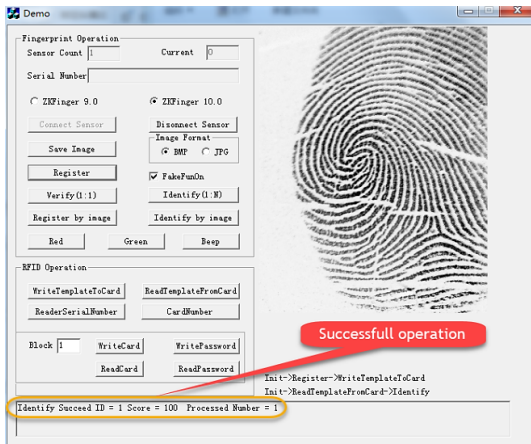 Demo
Fingerprint Operation
Sensor Count 1 Current 0
Serial Number
ZKFinger 9.0 ZKFinger 10.0
Connect Sensor Disonnect Sensor
Image Format
Save Image BMP JPG
Register FakeFunOn
Verify(1:1) Identify(1:N)
Register by image Identify by image
Red Green Beep
RFID Operation
WriteTemplateToCard ReadTemplateFromCard
ReaderSerialNumber CardNumber
Block 1 WriteCard WritePassword
ReadCard ReadPassword
Successfull operation
Init->Register->WriteTemplateToCard
Init->ReadTemplateFromCard->Identify
Identify Succeed ID = 1 Score = 100 Processed Number = 1